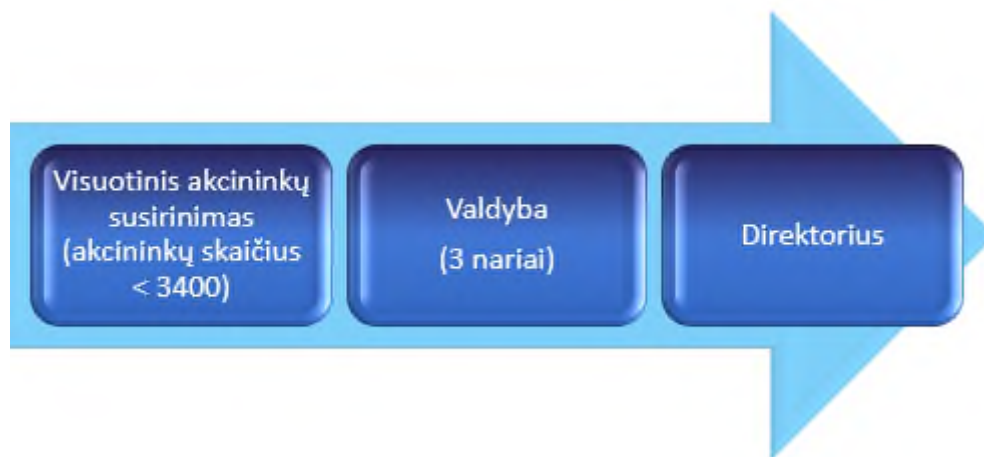 Visuotinis akcininkų
susirinimas
(akcininkų skaičius
< 3400)
Valdyba
(3 nariai)
Direktorius